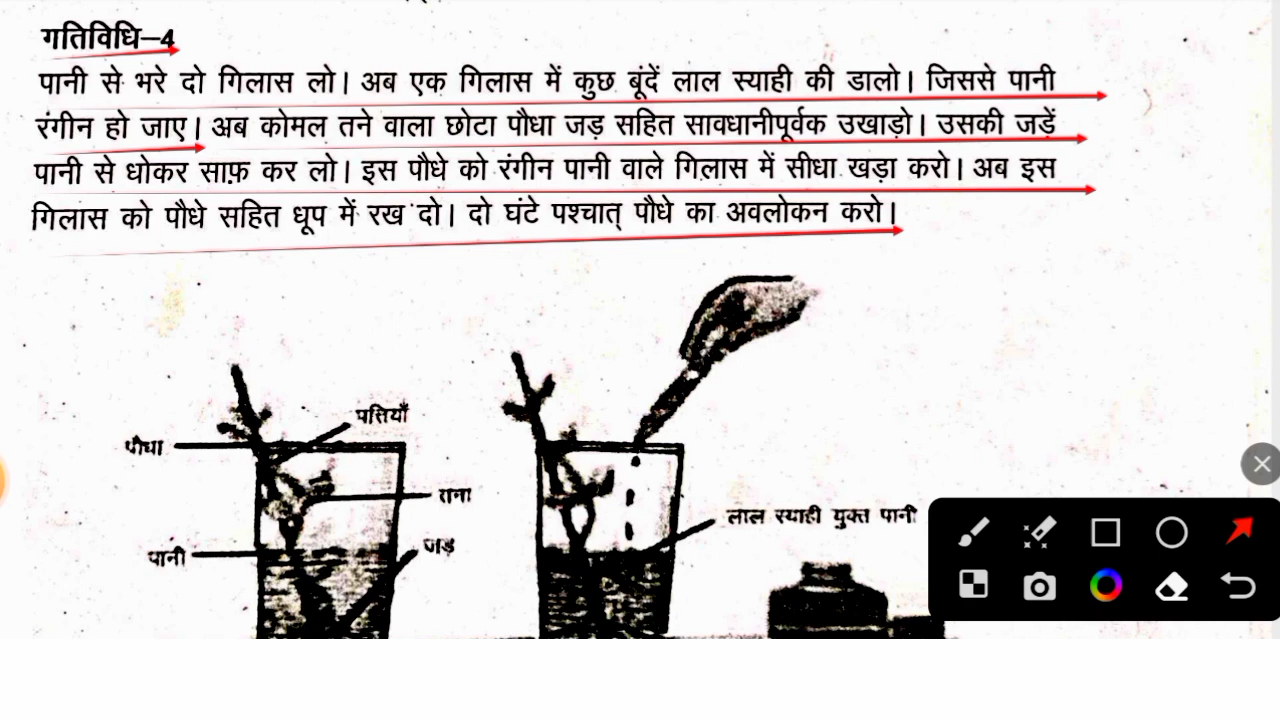 गतिविधि–4
पानी से भरे दो गिलास लो। अब एक गिलास में कुछ बूंदें लाल स्याही की डालो। जिससे पानी
रंगीन हो जाए। अब कोमल तने वाला छोटा पौधा जड़ सहित सावधानीपूर्वक उखाड़ो। उसकी जड़ें
पानी से धोकर साफ़ कर लो। इस पौधे को रंगीन पानी वाले गिलास में सीधा खड़ा करो। अब इस
गिलास को पौधे सहित धूप में रख दो। दो घंटे पश्चात् पौधे का अवलोकन करो।
पत्तियाँ
पौधा
तना
लाल स्याही युक्त पानी
जड़
पानी